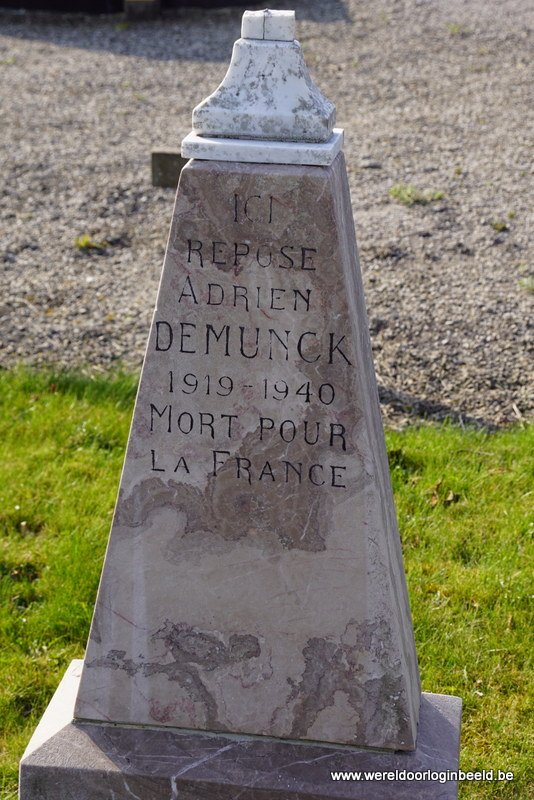 ICI
REPOSE
ADRIEN
DEMUNCK
1919-1940
MORT POUR
LA FRANCE
www.wereldoorloginbeeld.be